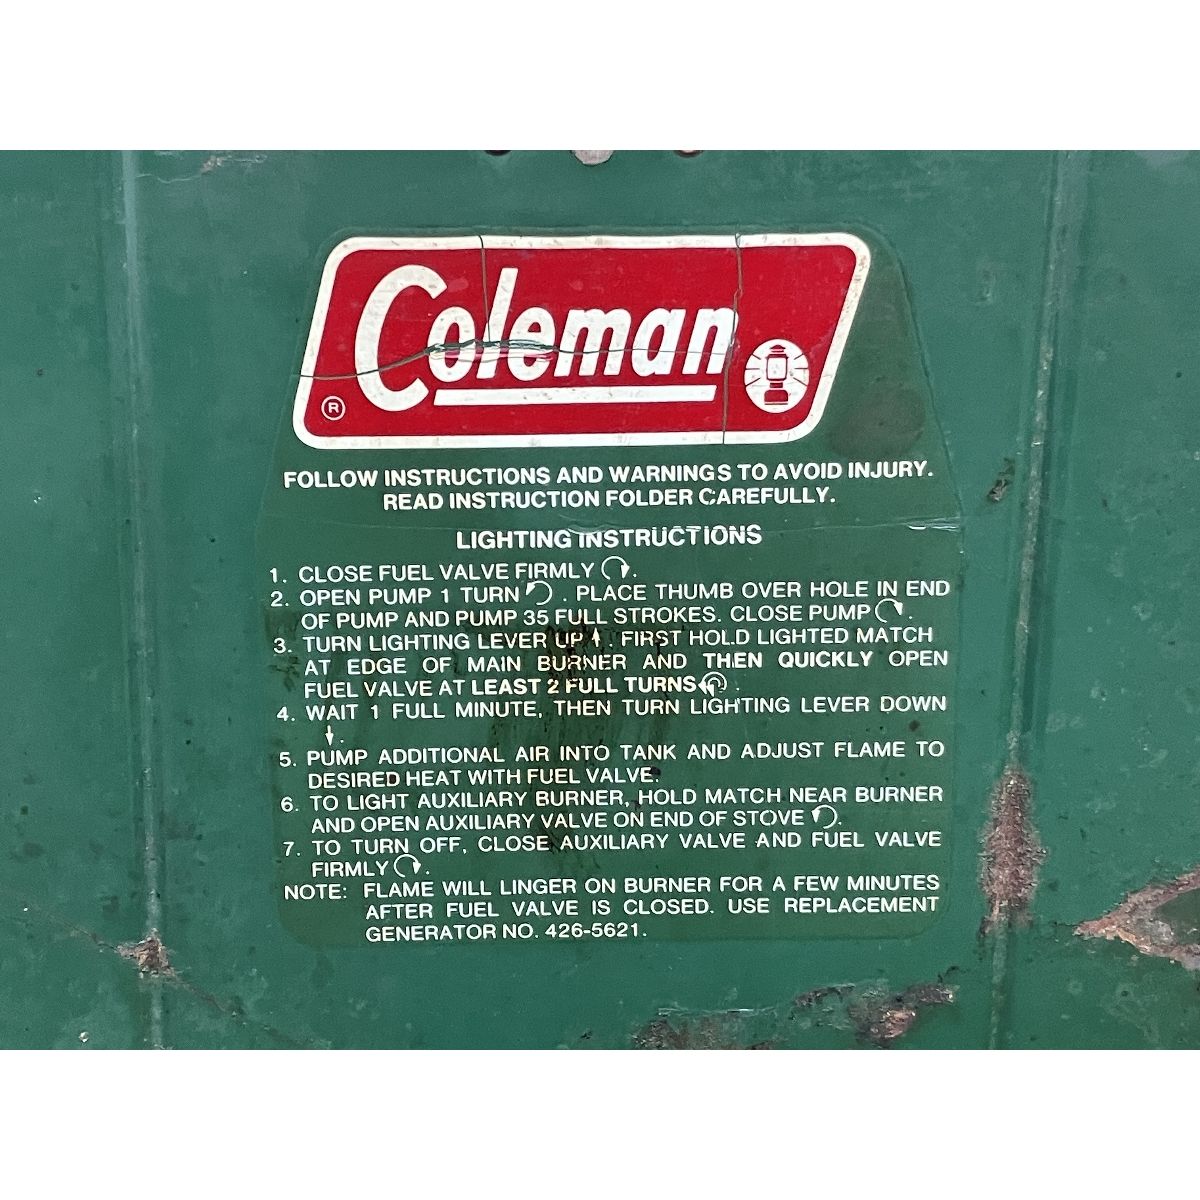 Coleman
®
FOLLOW INSTRUCTIONS AND WARNINGS TO AVOID INJURY.
READ INSTRUCTION FOLDER CAREFULLY.
LIGHTING INSTRUCTIONS
1. CLOSE FUEL VALVE FIRMLY ↷.
2. OPEN PUMP 1 TURN ↶. PLACE THUMB OVER HOLE IN END
OF PUMP AND PUMP 35 FULL STROKES. CLOSE PUMP ↷.
3. TURN LIGHTING LEVER UP ↑. FIRST HOLD LIGHTED MATCH
AT EDGE OF MAIN BURNER AND THEN QUICKLY OPEN
FUEL VALVE AT LEAST 2 FULL TURNS ↶.
4. WAIT 1 FULL MINUTE, THEN TURN LIGHTING LEVER DOWN
↓.
5. PUMP ADDITIONAL AIR INTO TANK AND ADJUST FLAME TO
DESIRED HEAT WITH FUEL VALVE.
6. TO LIGHT AUXILIARY BURNER, HOLD MATCH NEAR BURNER
AND OPEN AUXILIARY VALVE ON END OF STOVE ↶.
7. TO TURN OFF, CLOSE AUXILIARY VALVE AND FUEL VALVE
FIRMLY ↷.
NOTE: FLAME WILL LINGER ON BURNER FOR A FEW MINUTES
AFTER FUEL VALVE IS CLOSED. USE REPLACEMENT
GENERATOR NO. 426-5621.